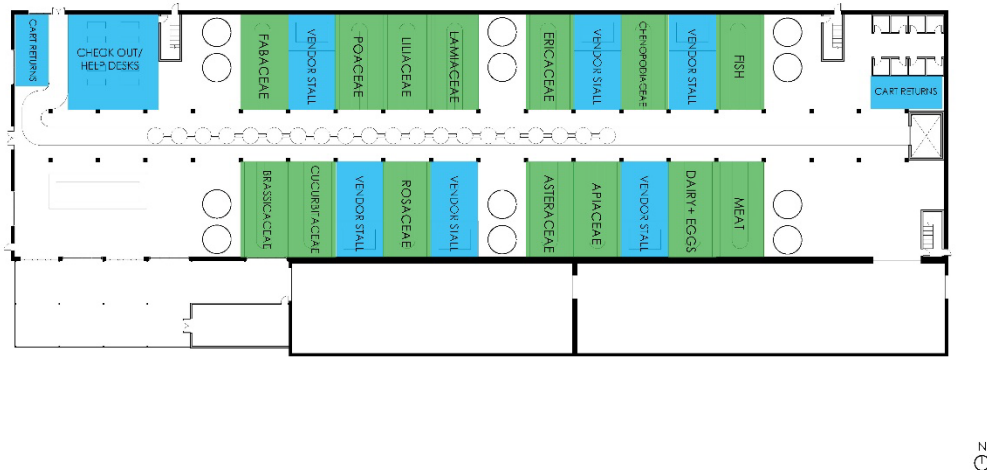 CART RETURNS
CHECK OUT/
HELP DESKS
FABACEAE
VENDOR STALL
POACEAE
LILIACEAE
LAMIACEAE
ERICACEAE
VENDOR STALL
CHENOPODIACEAE
VENDOR STALL
FISH
CART RETURNS
BRASSICACEAE
CUCURBITACEAE
VENDOR STALL
ROSACEAE
VENDOR STALL
ASTERACEAE
APIACEAE
VENDOR STALL
DAIRY + EGGS
MEAT
N